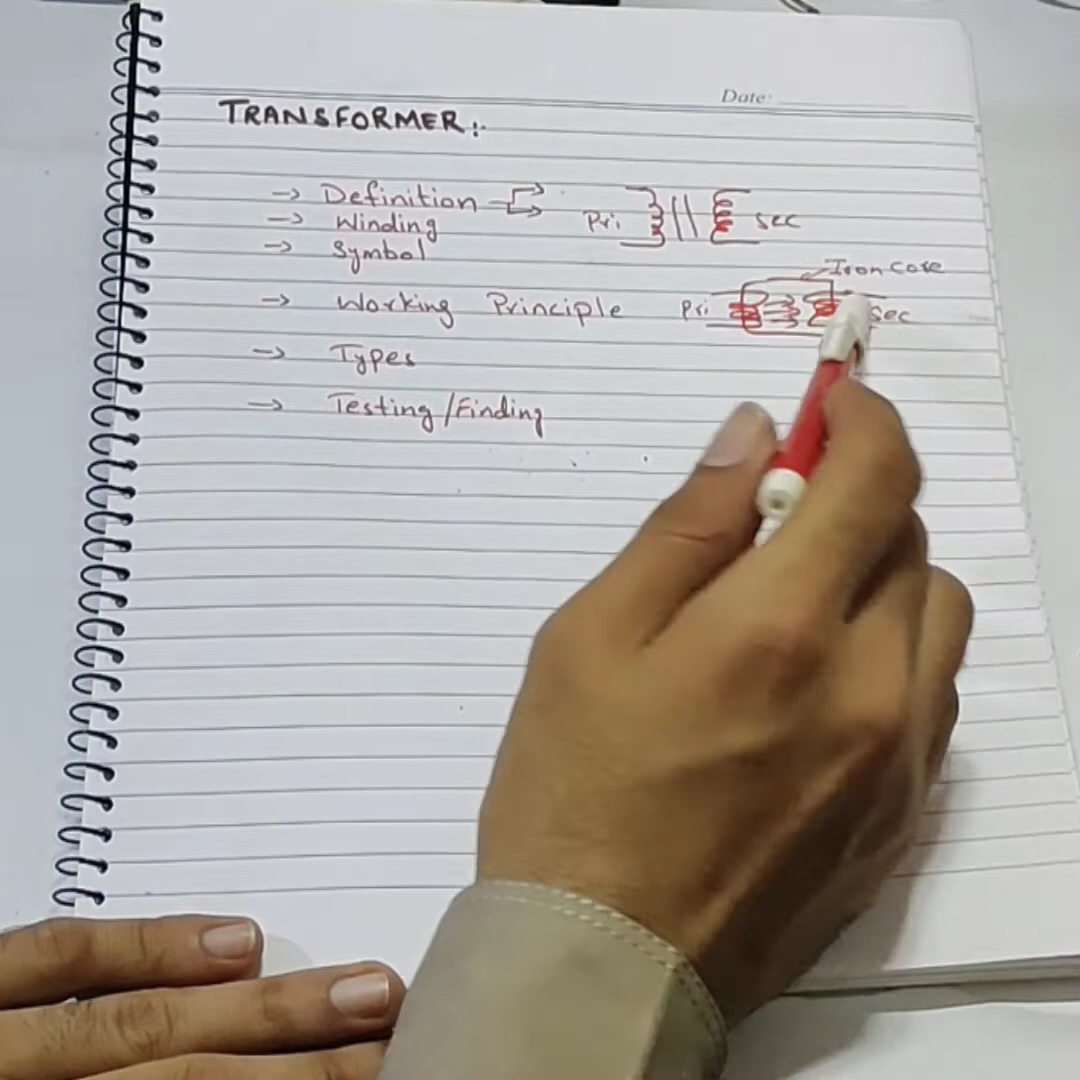 Date:
TRANSFORMER:-
→ Definition
→ Winding
Pri sec
→ Symbol
Iron Core
→ Working Principle Pri sec
→ Types
→ Testing/Finding